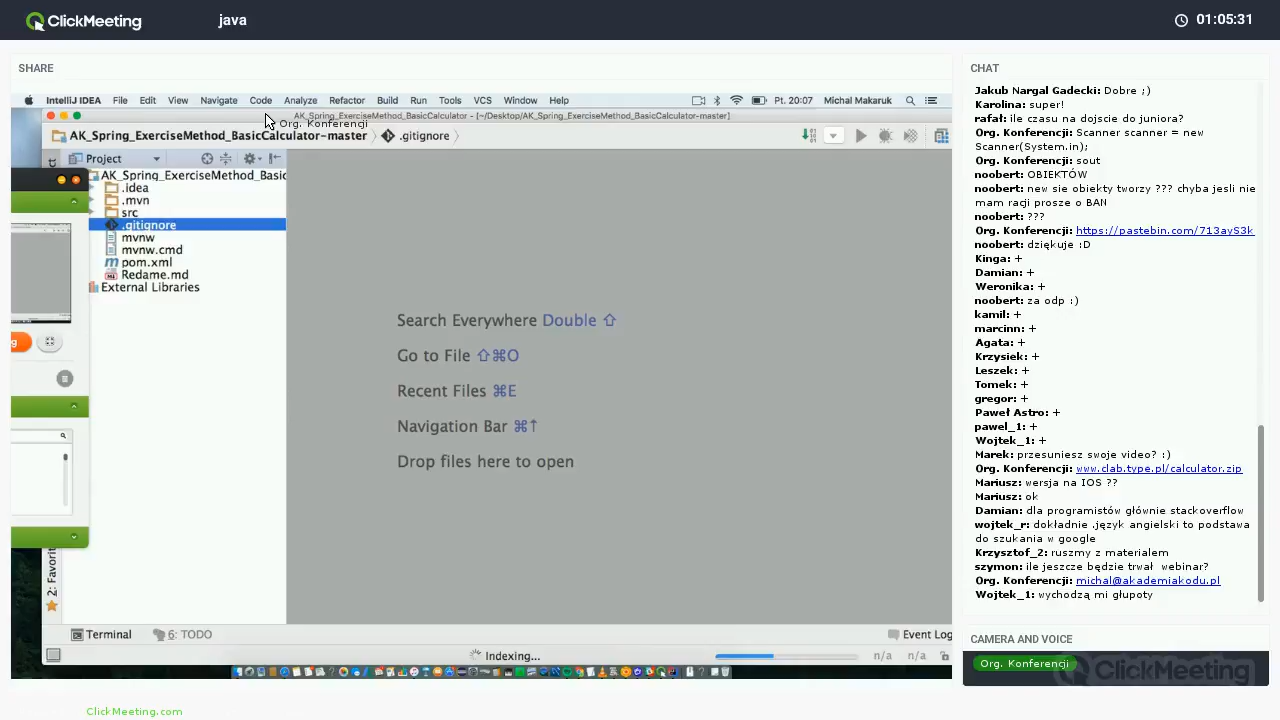 ClickMeeting
java
01:05:31
SHARE
IntelliJ IDEA File Edit View Navigate Code Analyze Refactor Build Run Tools VCS Window Help
Pt. 20:07 Michal Makaruk
AK_Spring_ExerciseMethod_BasicCalculator - [~/Desktop/AK_Spring_ExerciseMethod_BasicCalculator-master]
Org. Konferencji
AK_Spring_ExerciseMethod_BasicCalculator-master
.gitignore
Project
AK_Spring_ExerciseMethod_Basic
.idea
.mvn
src
.gitignore
mvnw
mvnw.cmd
pom.xml
Redame.md
External Libraries
Search Everywhere Double ⇧
Go to File ⇧⌘O
Recent Files ⌘E
Navigation Bar ⌘↑
Drop files here to open
2: Favorit
Terminal
6: TODO
Event Log
Indexing...
n/a n/a
CHAT
Jakub Nargal Gadecki: Dobre ;)
Karolina: super!
rafal: ile czasu na dojscie do juniora?
Org. Konferencji: Scanner scanner = new
Scanner(System.in);
Org. Konferencji: sout
noobert: OBIEKTÓW
noobert: new sie obiekty tworzy ??? chyba jesli nie
mam racji prosze o BAN
noobert: ???
Org. Konferencji: https://pastebin.com/713ayS3k
noobert: dziękuje :D
Kinga: +
Damian: +
Weronika: +
noobert: za odp :)
kamil: +
marcinn: +
Agata: +
Krzysiek: +
Leszek: +
Tomek: +
gregor: +
Paweł Astro: +
pawel_1: +
Wojtek_1: +
Marek: przesuniesz swoje video? :)
Org. Konferencji: www.clab.type.pl/calculator.zip
Mariusz: wersja na IOS ??
Mariusz: ok
Damian: dla programistów głównie stackoverflow
wojtek_r: dokładnie .język angielski to podstawa
do szukania w google
Krzysztof_2: ruszmy z materialem
szymon: ile jeszcze będzie trwał webinar?
Org. Konferencji: michal@akademiakodu.pl
Wojtek_1: wychodzą mi głupoty
CAMERA AND VOICE
Org. Konferencji
ClickMeeting
ClickMeeting.com